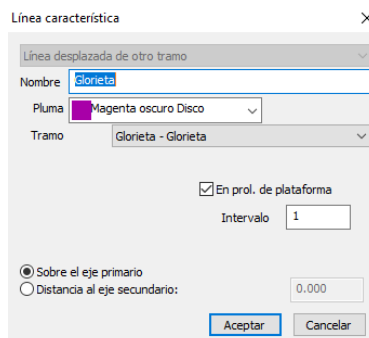 Línea característica
Línea desplazada de otro tramo
Nombre Glorieta
Pluma Magenta oscuro Disco
Tramo Glorieta - Glorieta
En prol. de plataforma
Intervalo 1
Sobre el eje primario
Distancia al eje secundario: 0.000
Aceptar Cancelar